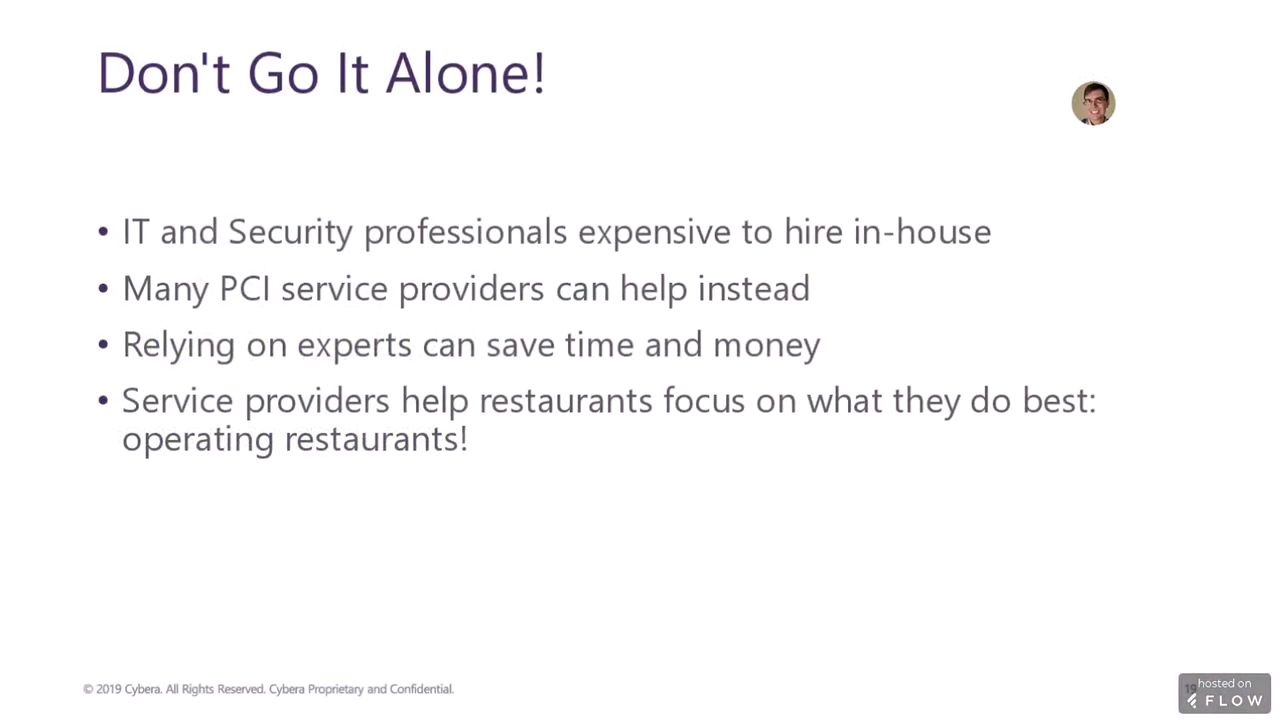 Don't Go It Alone!
• IT and Security professionals expensive to hire in-house
• Many PCI service providers can help instead
• Relying on experts can save time and money
• Service providers help restaurants focus on what they do best:
operating restaurants!
© 2019 Cybera. All Rights Reserved. Cybera Proprietary and Confidential.
hosted on
FLOW